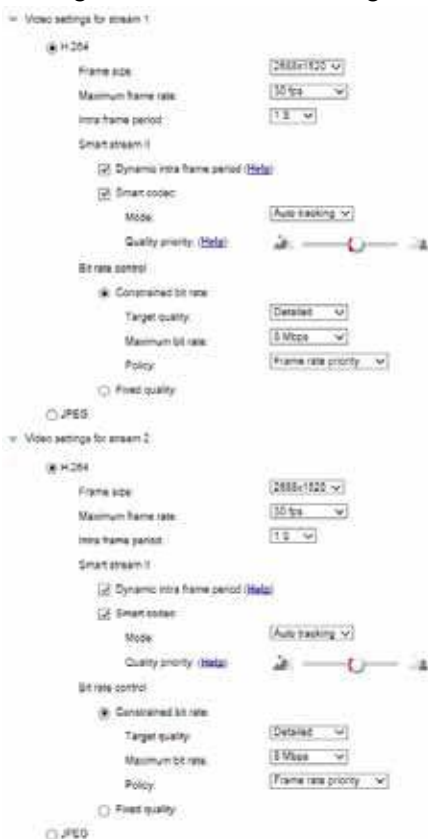 Video settings for stream 1
H.264
Frame size: 2688x1520
Maximum frame rate: 30 fps
Intra frame period: 1 S
Smart stream II
Dynamic intra frame period (Help)
Smart codec:
Mode: Auto tracking
Quality priority: (Help)
Bit rate control
Constrained bit rate:
Target quality: Detailed
Maximum bit rate: Mbps
Policy: Frame rate priority
Fixed quality:
JPEG
Video settings for stream 2
H.264
Frame size: 2688x1520
Maximum frame rate: 30 fps
Intra frame period: 1 S
Smart stream II
Dynamic intra frame period (Help)
Smart codec:
Mode: Auto tracking
Quality priority: (Help)
Bit rate control
Constrained bit rate:
Target quality: Detailed
Maximum bit rate: Mbps
Policy: Frame rate priority
Fixed quality:
JPEG